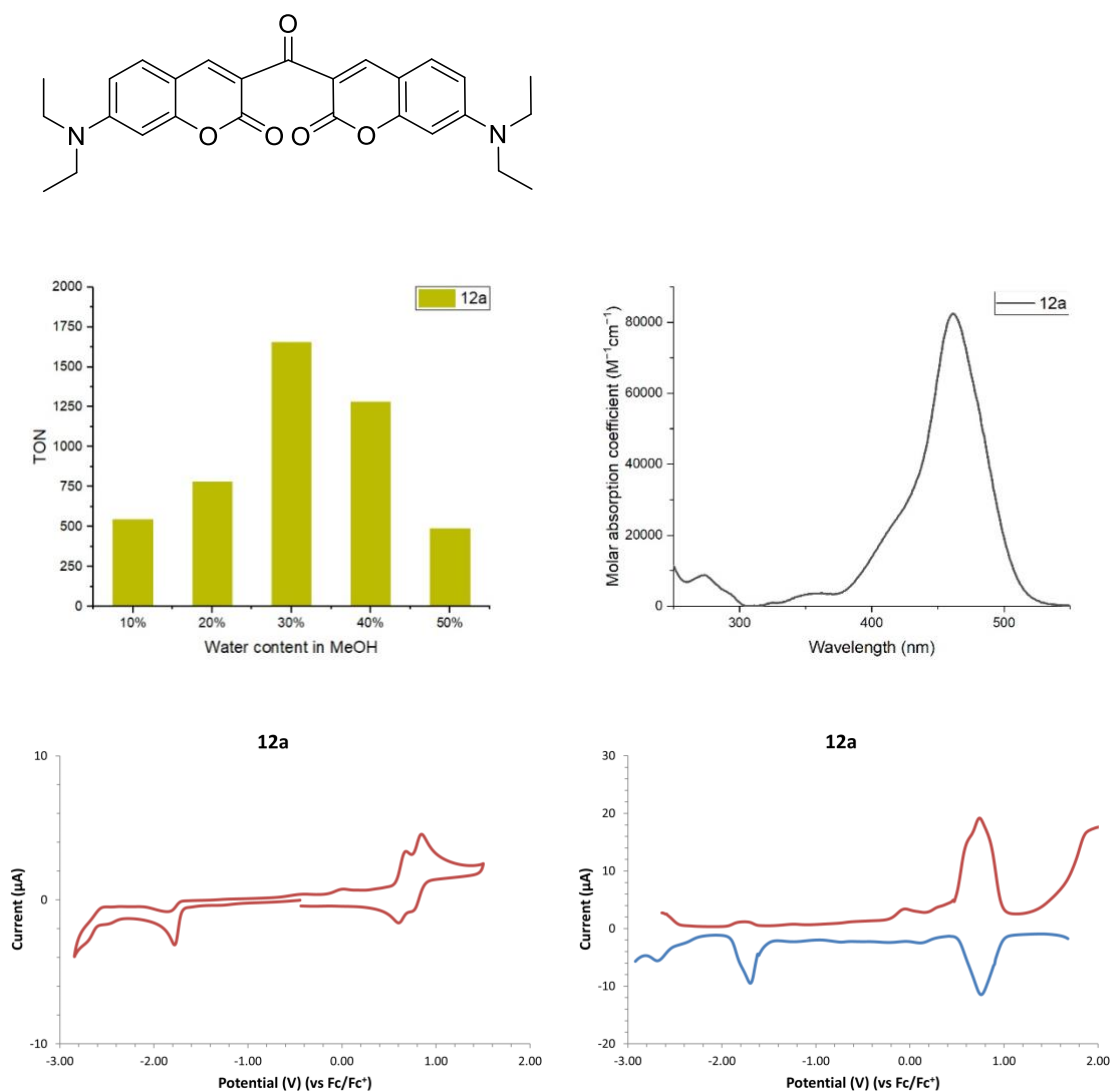 O
N
O
O
O
O
N
2000
1750
1500
1250
1000
750
500
250
0
TON
10%
20%
30%
40%
50%
Water content in MeOH
12a
80000
60000
40000
20000
0
Molar absorption coefficient (M⁻¹cm⁻¹)
300
400
500
Wavelength (nm)
12a
12a
10
0
-10
Current (µA)
-3.00
-2.00
-1.00
0.00
1.00
2.00
Potential (V) (vs Fc/Fc⁺)
12a
30
20
10
0
-10
-20
Current (µA)
-3.00
-2.00
-1.00
0.00
1.00
2.00
Potential (V) (vs Fc/Fc⁺)